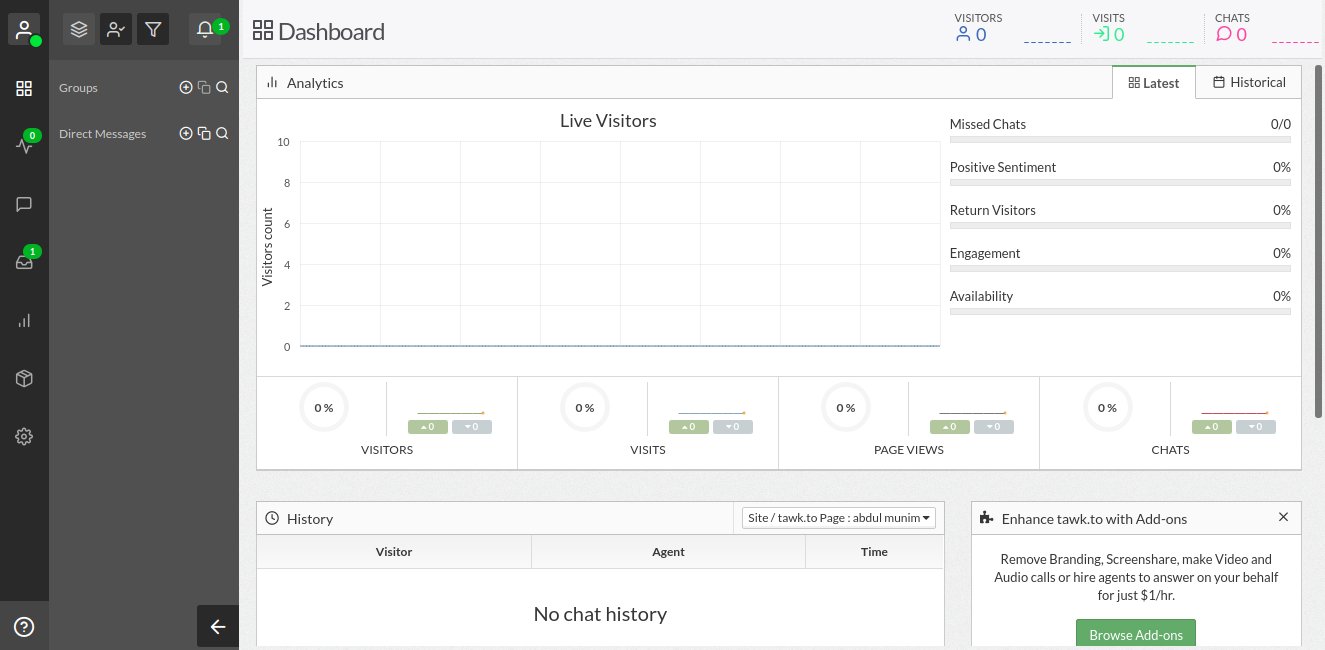 1
Dashboard
VISITORS
0
VISITS
0
CHATS
0
Groups
Direct Messages
0
1
Analytics
Latest
Historical
Live Visitors
Visitors count
10
8
6
4
2
0
Missed Chats 0/0
Positive Sentiment 0%
Return Visitors 0%
Engagement 0%
Availability 0%
0 %
0 0
VISITORS
0 %
0 0
VISITS
0 %
0 0
PAGE VIEWS
0 %
0 0
CHATS
History
Site / tawk.to Page : abdul munim
Visitor Agent Time
No chat history
Enhance tawk.to with Add-ons
Remove Branding, Screenshare, make Video and
Audio calls or hire agents to answer on your behalf
for just $1/hr.
Browse Add-ons